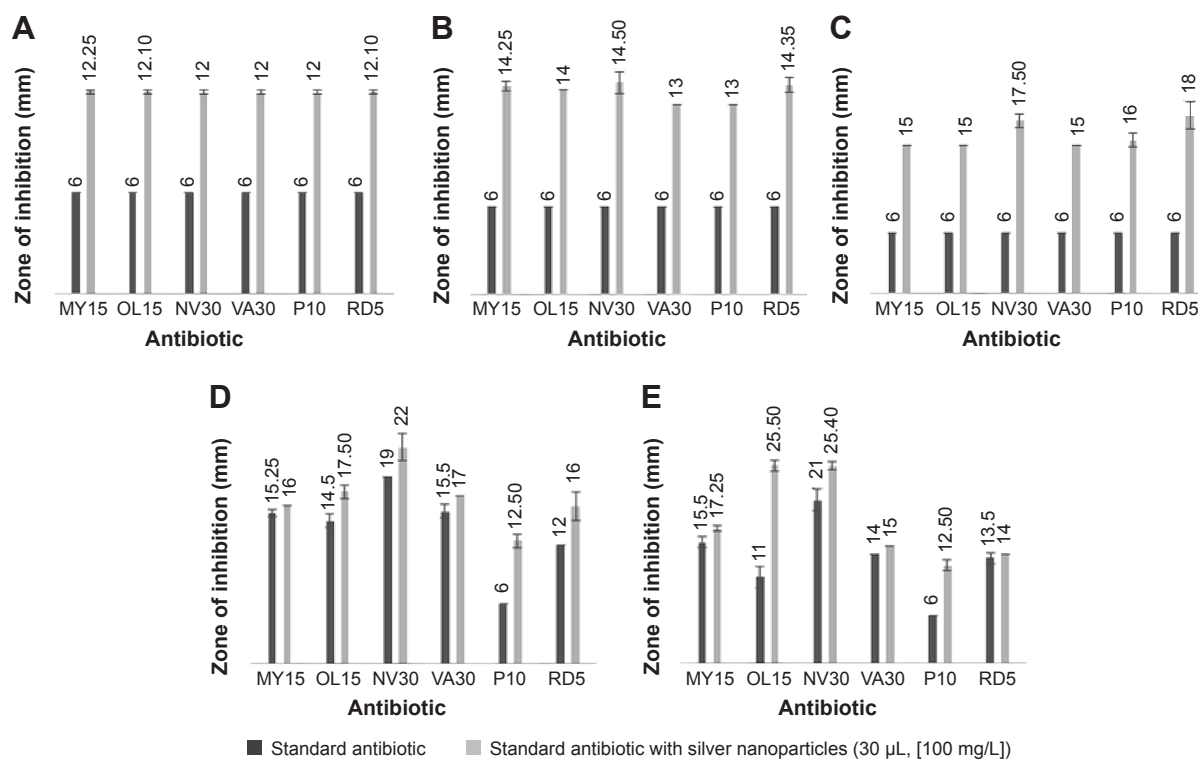 A
Zone of inhibition (mm)
6 12.25 6 12.10 6 12 6 12 6 12 6 12.10
MY15 OL15 NV30 VA30 P10 RD5
Antibiotic
B
Zone of inhibition (mm)
6 14.25 6 14 6 14.50 6 13 6 13 6 14.35
MY15 OL15 NV30 VA30 P10 RD5
Antibiotic
C
Zone of inhibition (mm)
6 15 6 15 6 17.50 6 15 6 16 6 18
MY15 OL15 NV30 VA30 P10 RD5
Antibiotic
D
Zone of inhibition (mm)
15.25 16 14.5 17.50 19 22 15.5 17 6 12.50 12 16
MY15 OL15 NV30 VA30 P10 RD5
Antibiotic
E
Zone of inhibition (mm)
15.5 17.25 11 25.50 21 25.40 14 15 6 12.50 13.5 14
MY15 OL15 NV30 VA30 P10 RD5
Antibiotic
Standard antibiotic
Standard antibiotic with silver nanoparticles (30 µL, [100 mg/L])